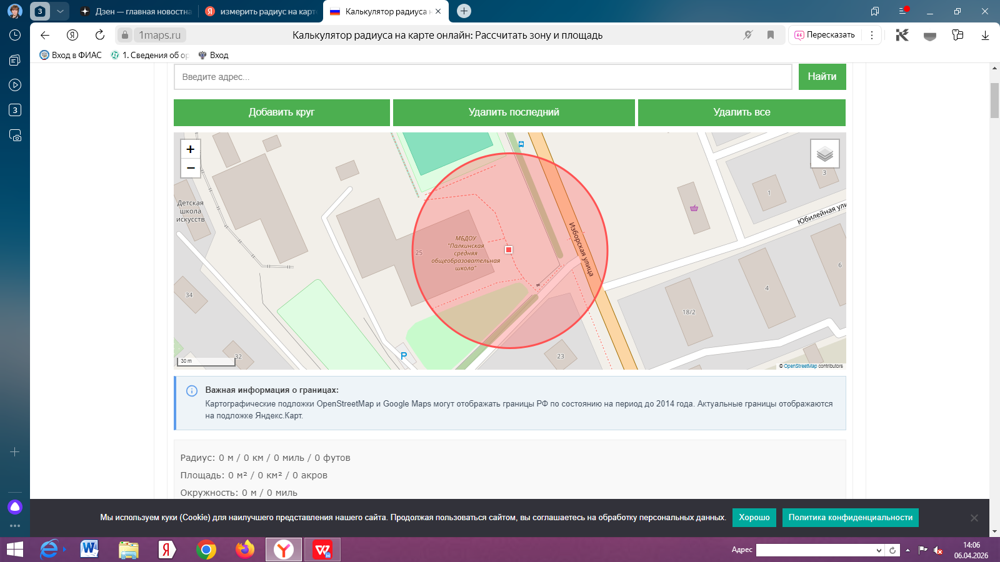 3
Дзен — главная новостна
Я
измерить радиус на карте
Калькулятор радиуса н
Я
1maps.ru
Калькулятор радиуса на карте онлайн: Рассчитать зону и площадь
Пересказать
Вход в ФИАС
1. Сведения об ор
Вход
3
Введите адрес...
Найти
Добавить круг
Удалить последний
Удалить все
+
−
Детская
школа
искусств
25
МБДОУ
"Палкинская
средняя
общеобразовательная
школа"
Изборская улица
Юбилейная ули
3
1
6
4
18/2
34
32
23
P
30 m
© OpenStreetMap contributors
Важная информация о границах:
Картографические подложки OpenStreetMap и Google Maps могут отображать границы РФ по состоянию на период до 2014 года. Актуальные границы отображаются
на подложке Яндекс.Карт.
Радиус: 0 м / 0 км / 0 миль / 0 футов
Площадь: 0 м² / 0 км² / 0 акров
Окружность: 0 м / 0 миль
Мы используем куки (Cookie) для наилучшего представления нашего сайта. Продолжая пользоваться сайтом, вы соглашаетесь на обработку персональных данных.
Хорошо
Политика конфиденциальности
Адрес
14:06
06.04.2026